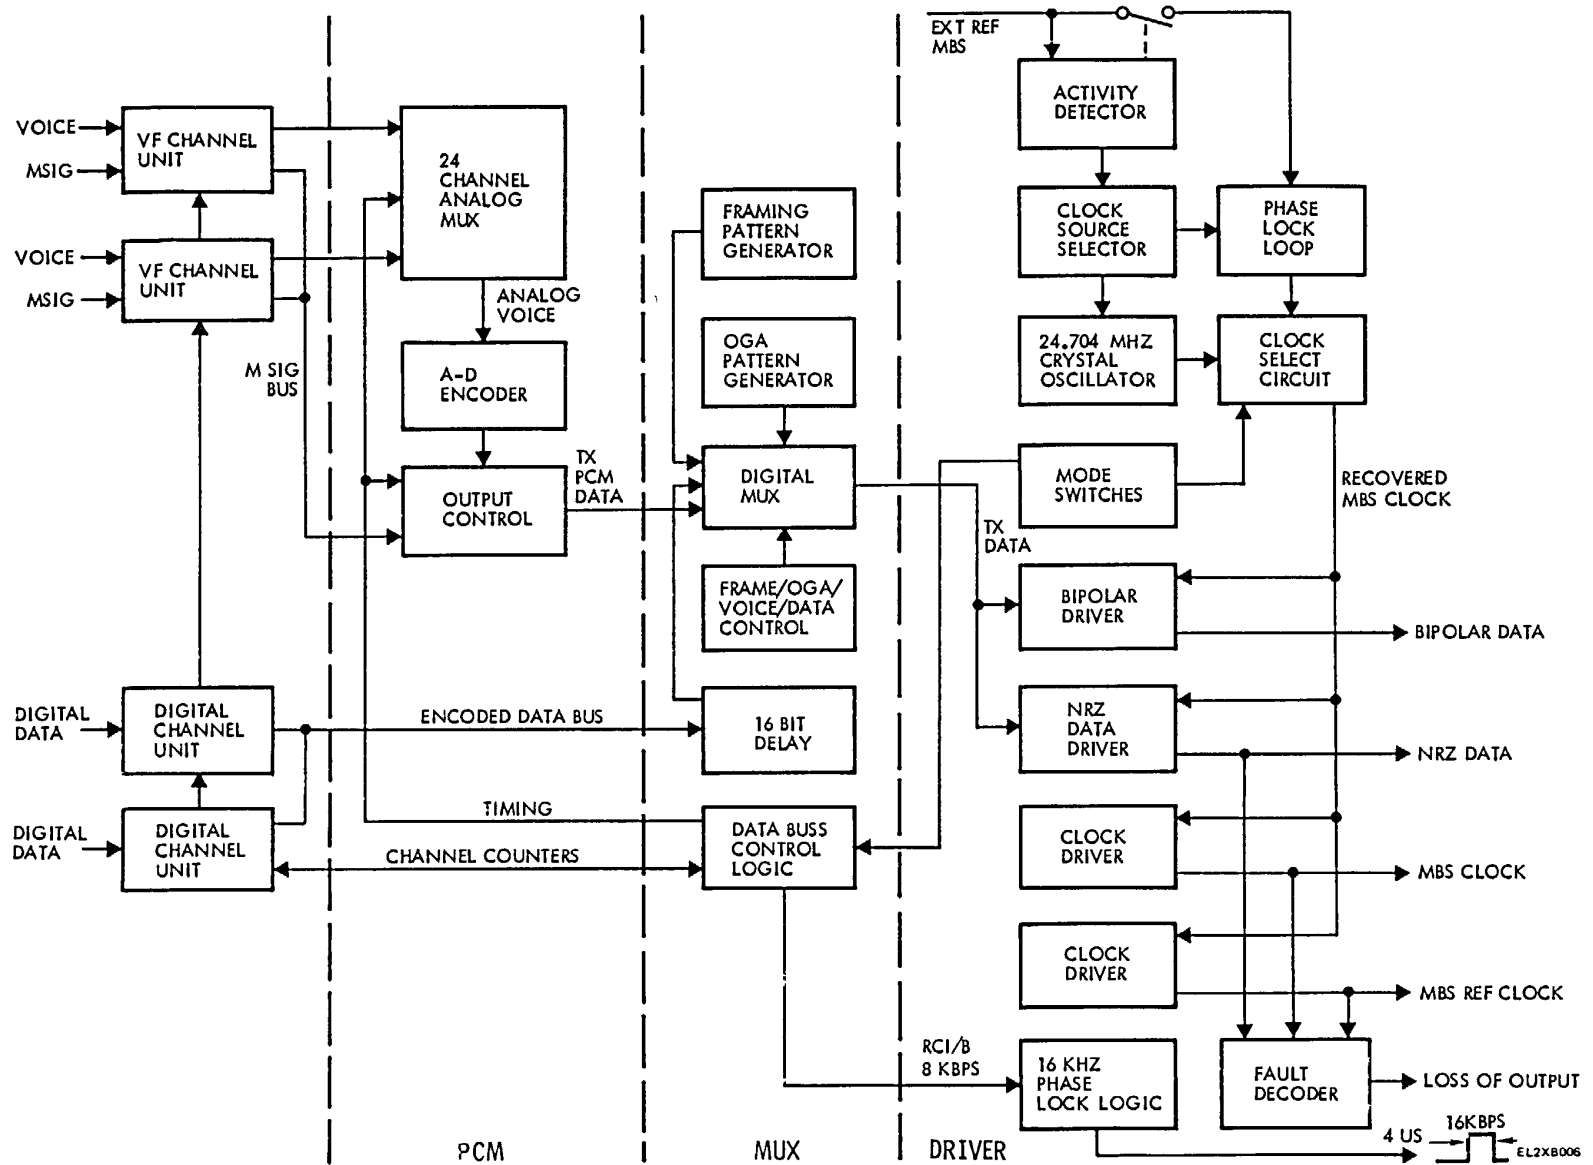 EXT REF
MBS
ACTIVITY
DETECTOR
VOICE
MSIG
VF CHANNEL
UNIT
24
CHANNEL
ANALOG
MUX
FRAMING
PATTERN
GENERATOR
CLOCK
SOURCE
SELECTOR
PHASE
LOCK
LOOP
VOICE
MSIG
VF CHANNEL
UNIT
ANALOG
VOICE
OGA
PATTERN
GENERATOR
24.704 MHZ
CRYSTAL
OSCILLATOR
CLOCK
SELECT
CIRCUIT
M SIG
BUS
A-D
ENCODER
OUTPUT
CONTROL
TX
PCM
DATA
DIGITAL
MUX
MODE
SWITCHES
RECOVERED
MBS CLOCK
TX
DATA
FRAME/OGA/
VOICE/DATA
CONTROL
BIPOLAR
DRIVER
BIPOLAR DATA
DIGITAL
DATA
DIGITAL
CHANNEL
UNIT
ENCODED DATA BUS
16 BIT
DELAY
NRZ
DATA
DRIVER
NRZ DATA
DIGITAL
DATA
DIGITAL
CHANNEL
UNIT
TIMING
CHANNEL COUNTERS
DATA BUSS
CONTROL
LOGIC
CLOCK
DRIVER
MBS CLOCK
CLOCK
DRIVER
MBS REF CLOCK
RCI/B
8 KBPS
16 KHZ
PHASE
LOCK LOGIC
FAULT
DECODER
LOSS OF OUTPUT
16KBPS
4 US
EL2XB006
PCM
MUX
DRIVER